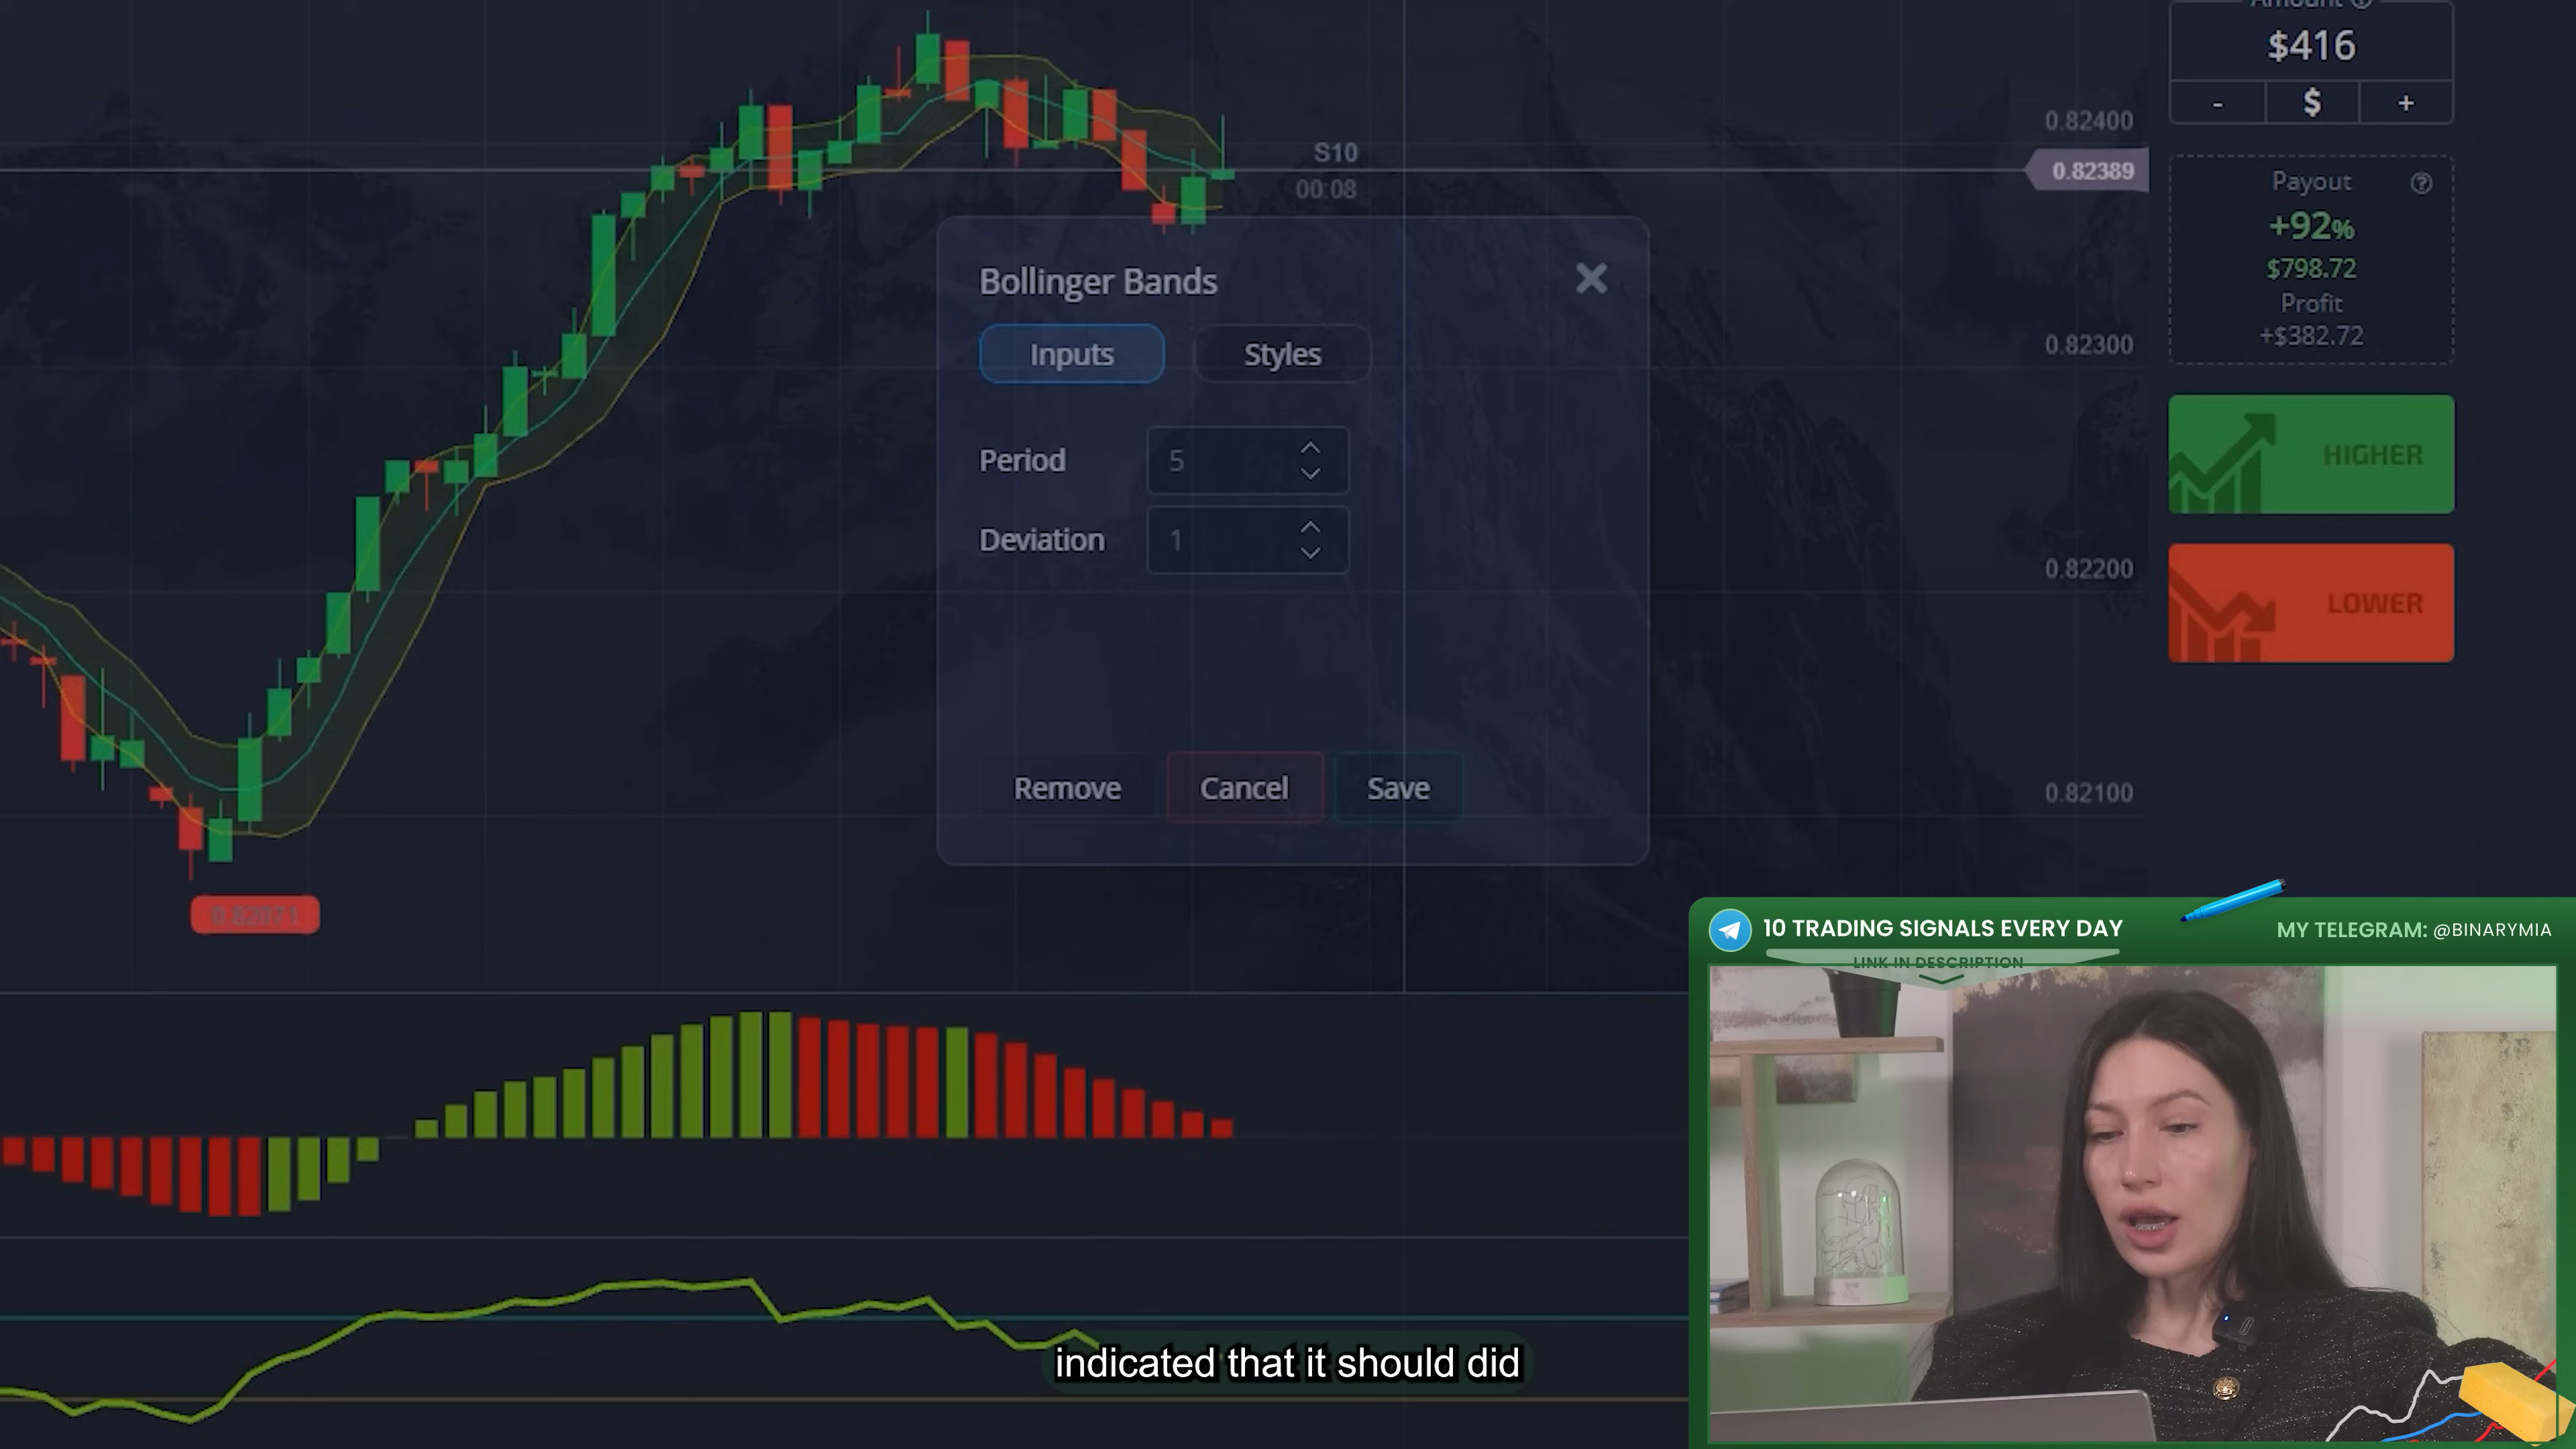 Amount
$416
- $ +
0.82400
S10
0.82389
00:08
Payout
+92%
$798.72
Profit
+$382.72
Bollinger Bands
Inputs
Styles
0.82300
HIGHER
Period
5
Deviation
1
0.82200
LOWER
Remove
Cancel
Save
0.82100
10 TRADING SIGNALS EVERY DAY
MY TELEGRAM: @BINARYMIA
LINK IN DESCRIPTION
indicated that it should did